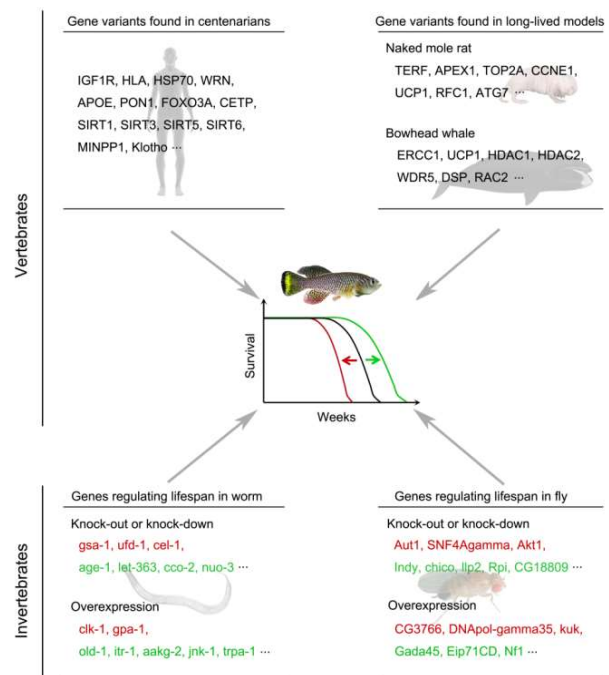 Gene variants found in centenarians
IGF1R, HLA, HSP70, WRN,
APOE, PON1, FOXO3A, CETP,
SIRT1, SIRT3, SIRT5, SIRT6,
MINPP1, Klotho ···
Gene variants found in long-lived models
Naked mole rat
TERF, APEX1, TOP2A, CCNE1,
UCP1, RFC1, ATG7 ···
Bowhead whale
ERCC1, UCP1, HDAC1, HDAC2,
WDR5, DSP, RAC2 ···
Vertebrates
Survival
Weeks
Invertebrates
Genes regulating lifespan in worm
Knock-out or knock-down
gsa-1, ufd-1, cel-1,
age-1, let-363, cco-2, nuo-3 ···
Overexpression
clk-1, gpa-1,
old-1, itr-1, aakg-2, jnk-1, trpa-1 ···
Genes regulating lifespan in fly
Knock-out or knock-down
Aut1, SNF4Agamma, Akt1,
Indy, chico, Ilp2, Rpi, CG18809 ···
Overexpression
CG3766, DNApol-gamma35, kuk,
Gada45, Eip71CD, Nf1 ···